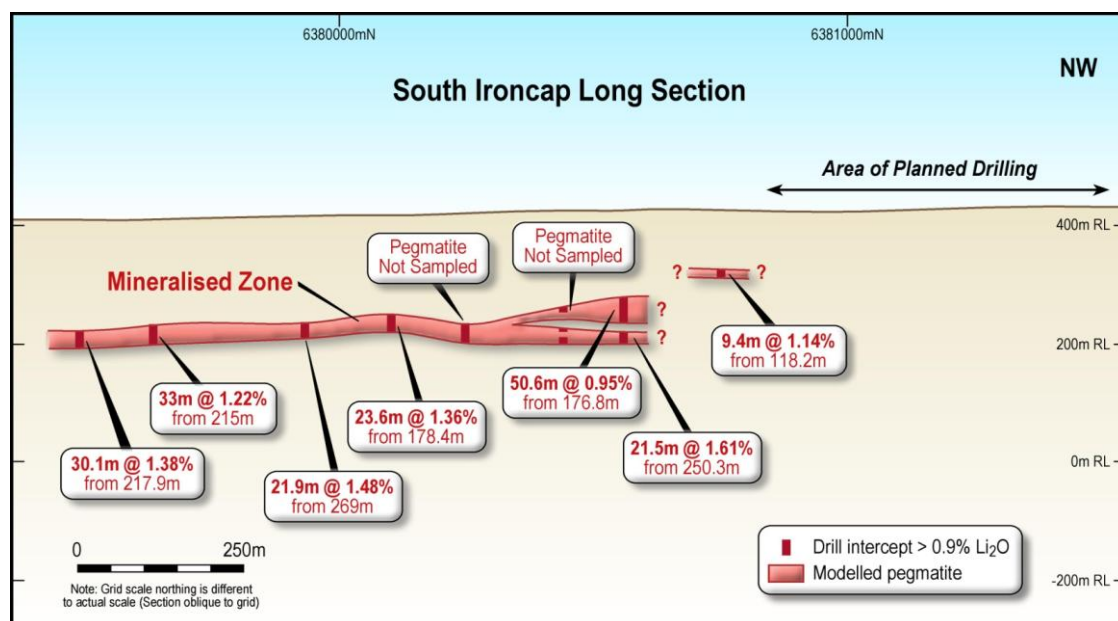 6380000mN
6381000mN
South Ironcap Long Section
NW
Area of Planned Drilling
400m RL
Pegmatite
Not Sampled
Pegmatite
Not Sampled
?
?
Mineralised Zone
?
?
200m RL
9.4m @ 1.14%
from 118.2m
33m @ 1.22%
from 215m
23.6m @ 1.36%
from 178.4m
50.6m @ 0.95%
from 176.8m
30.1m @ 1.38%
from 217.9m
21.9m @ 1.48%
from 269m
21.5m @ 1.61%
from 250.3m
0m RL
0
250m
Note: Grid scale northing is different
to actual scale (Section oblique to grid)
Drill intercept > 0.9% Li₂O
Modelled pegmatite
-200m RL